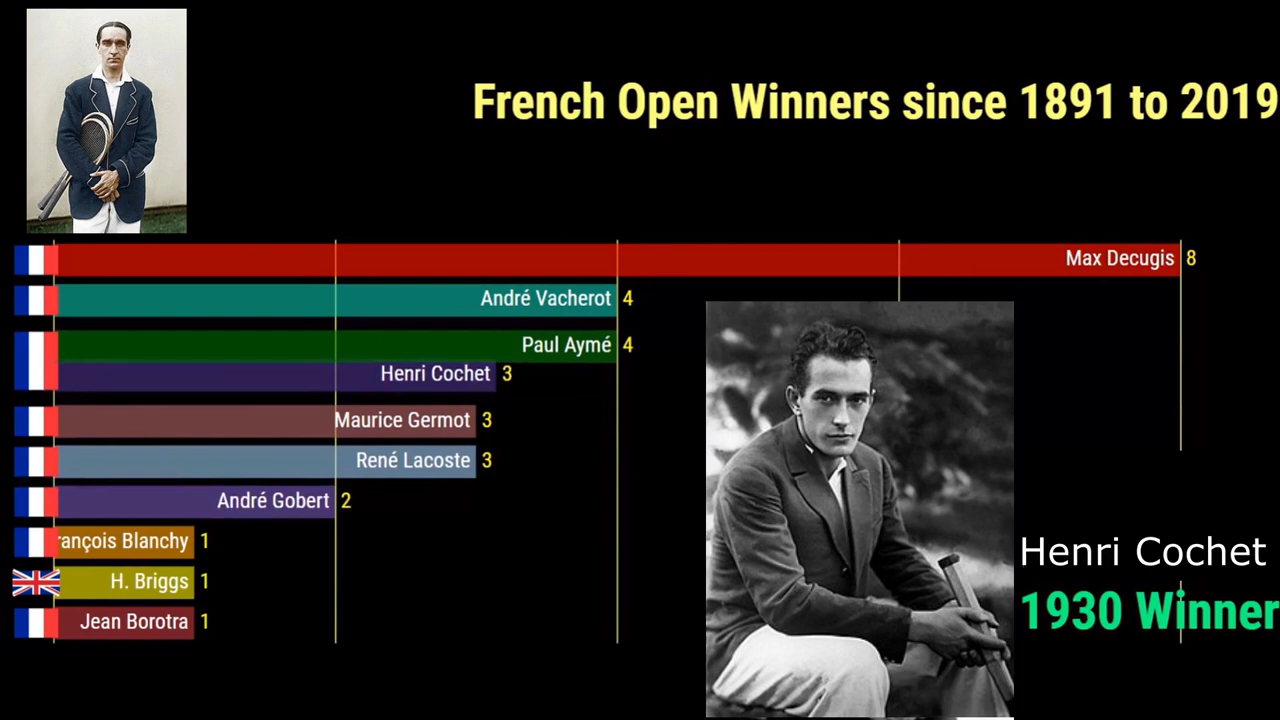 French Open Winners since 1891 to 2019
Max Decugis 8
André Vacherot 4
Paul Aymé 4
Henri Cochet 3
Maurice Germot 3
René Lacoste 3
André Gobert 2
rançois Blanchy 1
H. Briggs 1
Jean Borotra 1
Henri Cochet
1930 Winner